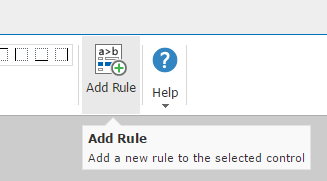 a>b
?
Add Rule
Help
Add Rule
Add a new rule to the selected control